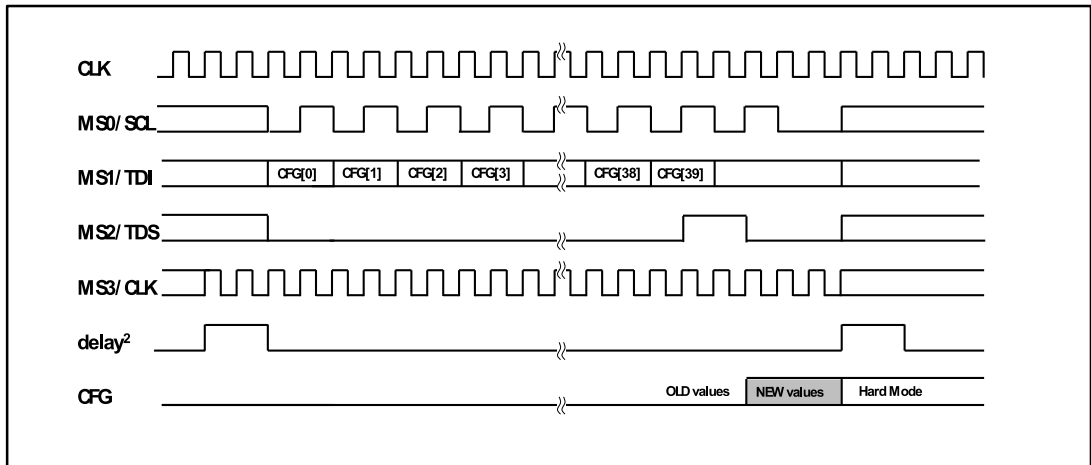 CLK
MS0/ SCL
MS1/ TDI CFG[0] CFG[1] CFG[2] CFG[3] CFG[38] CFG[39]
MS2/ TDS
MS3/ CLK
delay²
CFG OLD values NEW values Hard Mode